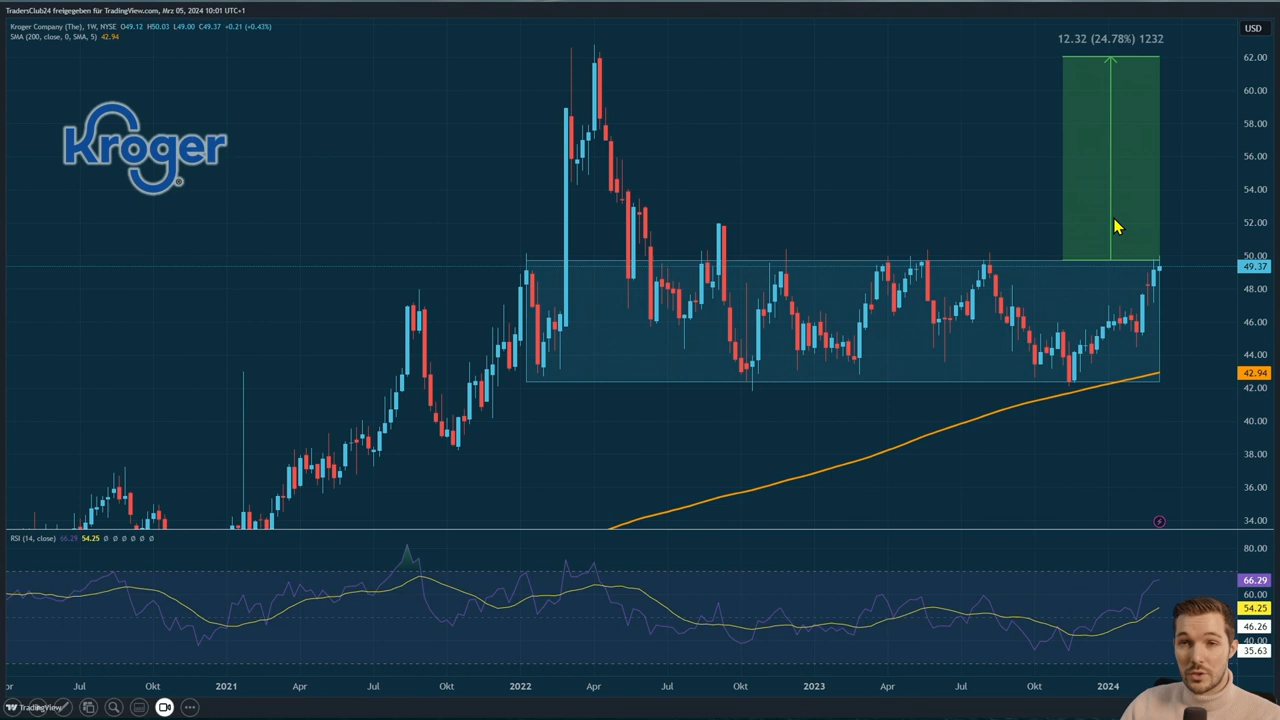 TradersClub24 freigegeben für TradingView.com, Mrz 05, 2024 10:01 UTC+1
Kroger Company (The), 1W, NYSE O49.12 H50.03 L49.00 C49.37 +0.21 (+0.43%)
SMA (200, close, 0, SMA, 5) 42.94
USD
12.32 (24.78%) 1232
Kroger
62.00
60.00
58.00
56.00
54.00
52.00
50.00
49.37
48.00
46.00
44.00
42.94
42.00
40.00
38.00
36.00
34.00
RSI (14, close) 66.29 54.25 Ø Ø Ø Ø Ø Ø
80.00
66.29
60.00
54.25
46.26
40.00
35.63
Jul Okt 2021 Apr Jul Okt 2022 Apr Jul Okt 2023 Apr Jul Okt 2024
TradingView